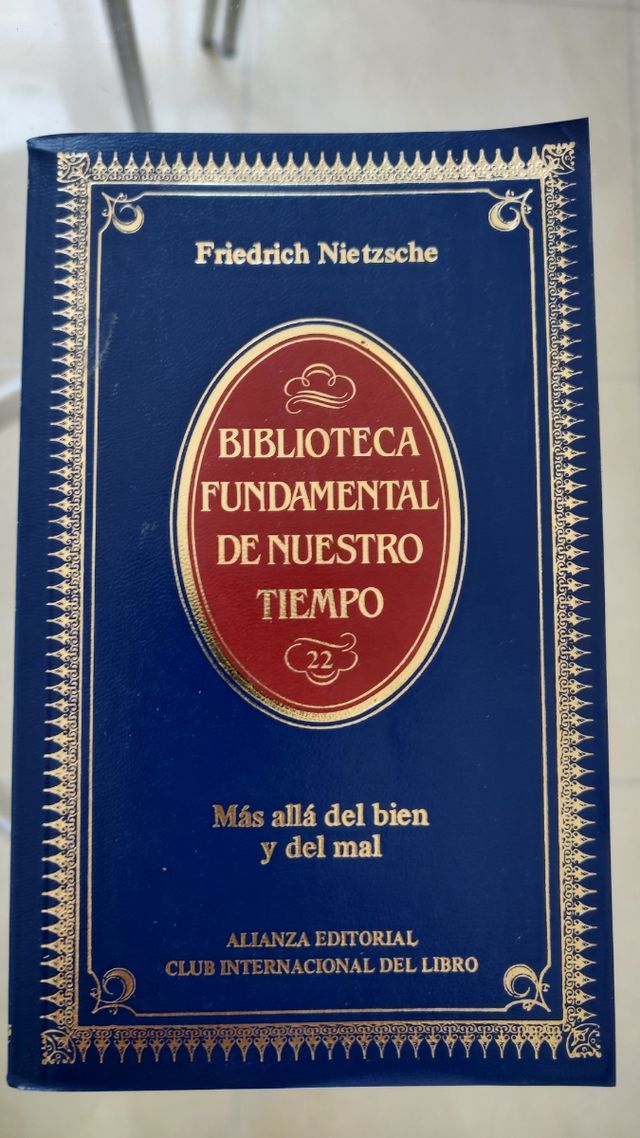 Friedrich Nietzsche
BIBLIOTECA
FUNDAMENTAL
DE NUESTRO
TIEMPO
22
Más allá del bien
y del mal
ALIANZA EDITORIAL
CLUB INTERNACIONAL DEL LIBRO